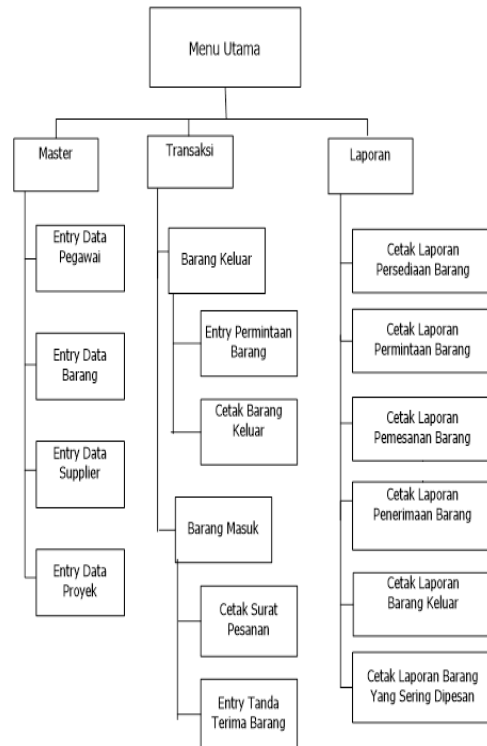 Menu Utama
Master
Transaksi
Laporan
Entry Data
Pegawai
Entry Data
Barang
Entry Data
Supplier
Entry Data
Proyek
Barang Keluar
Entry Permintaan
Barang
Cetak Barang
Keluar
Barang Masuk
Cetak Surat
Pesanan
Entry Tanda
Terima Barang
Cetak Laporan
Persediaan Barang
Cetak Laporan
Permintaan Barang
Cetak Laporan
Pemesanan Barang
Cetak Laporan
Penerimaan Barang
Cetak Laporan
Barang Keluar
Cetak Laporan Barang
Yang Sering Dipesan